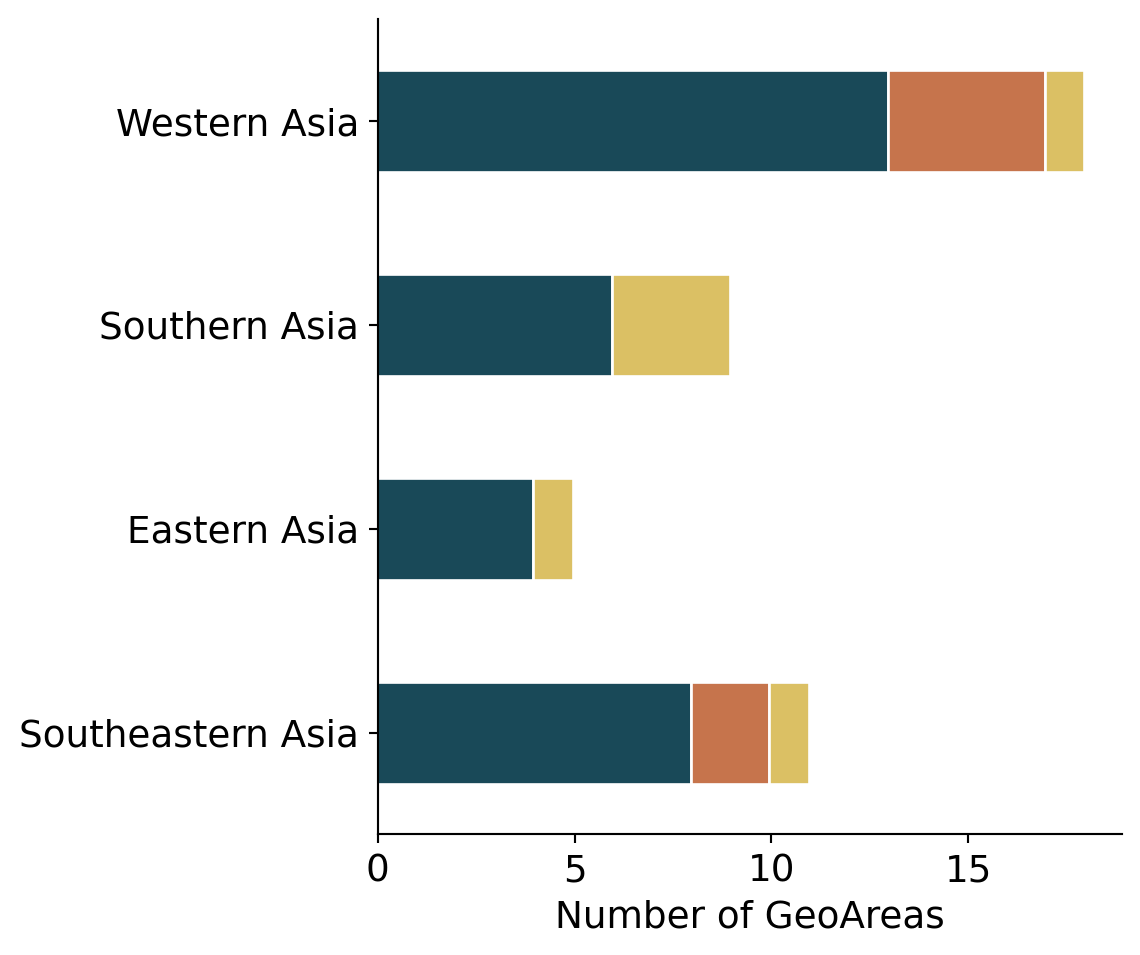 Western Asia
Southern Asia
Eastern Asia
Southeastern Asia
0 5 10 15
Number of GeoAreas